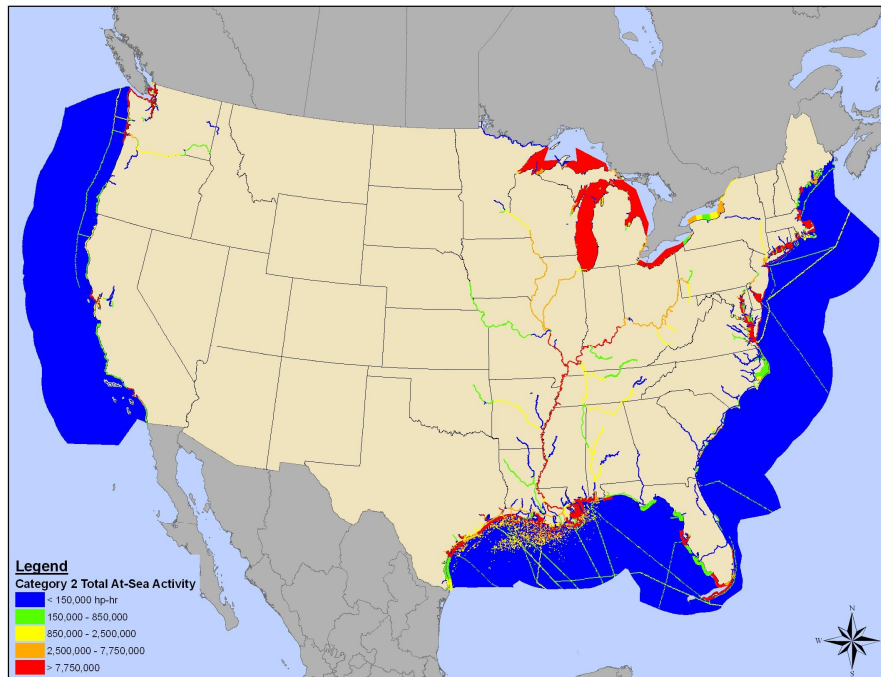 N
W
E
S
Legend
Category 2 Total At-Sea Activity
< 150,000 hp-hr
150,000 - 850,000
850,000 - 2,500,000
2,500,000 - 7,750,000
> 7,750,000